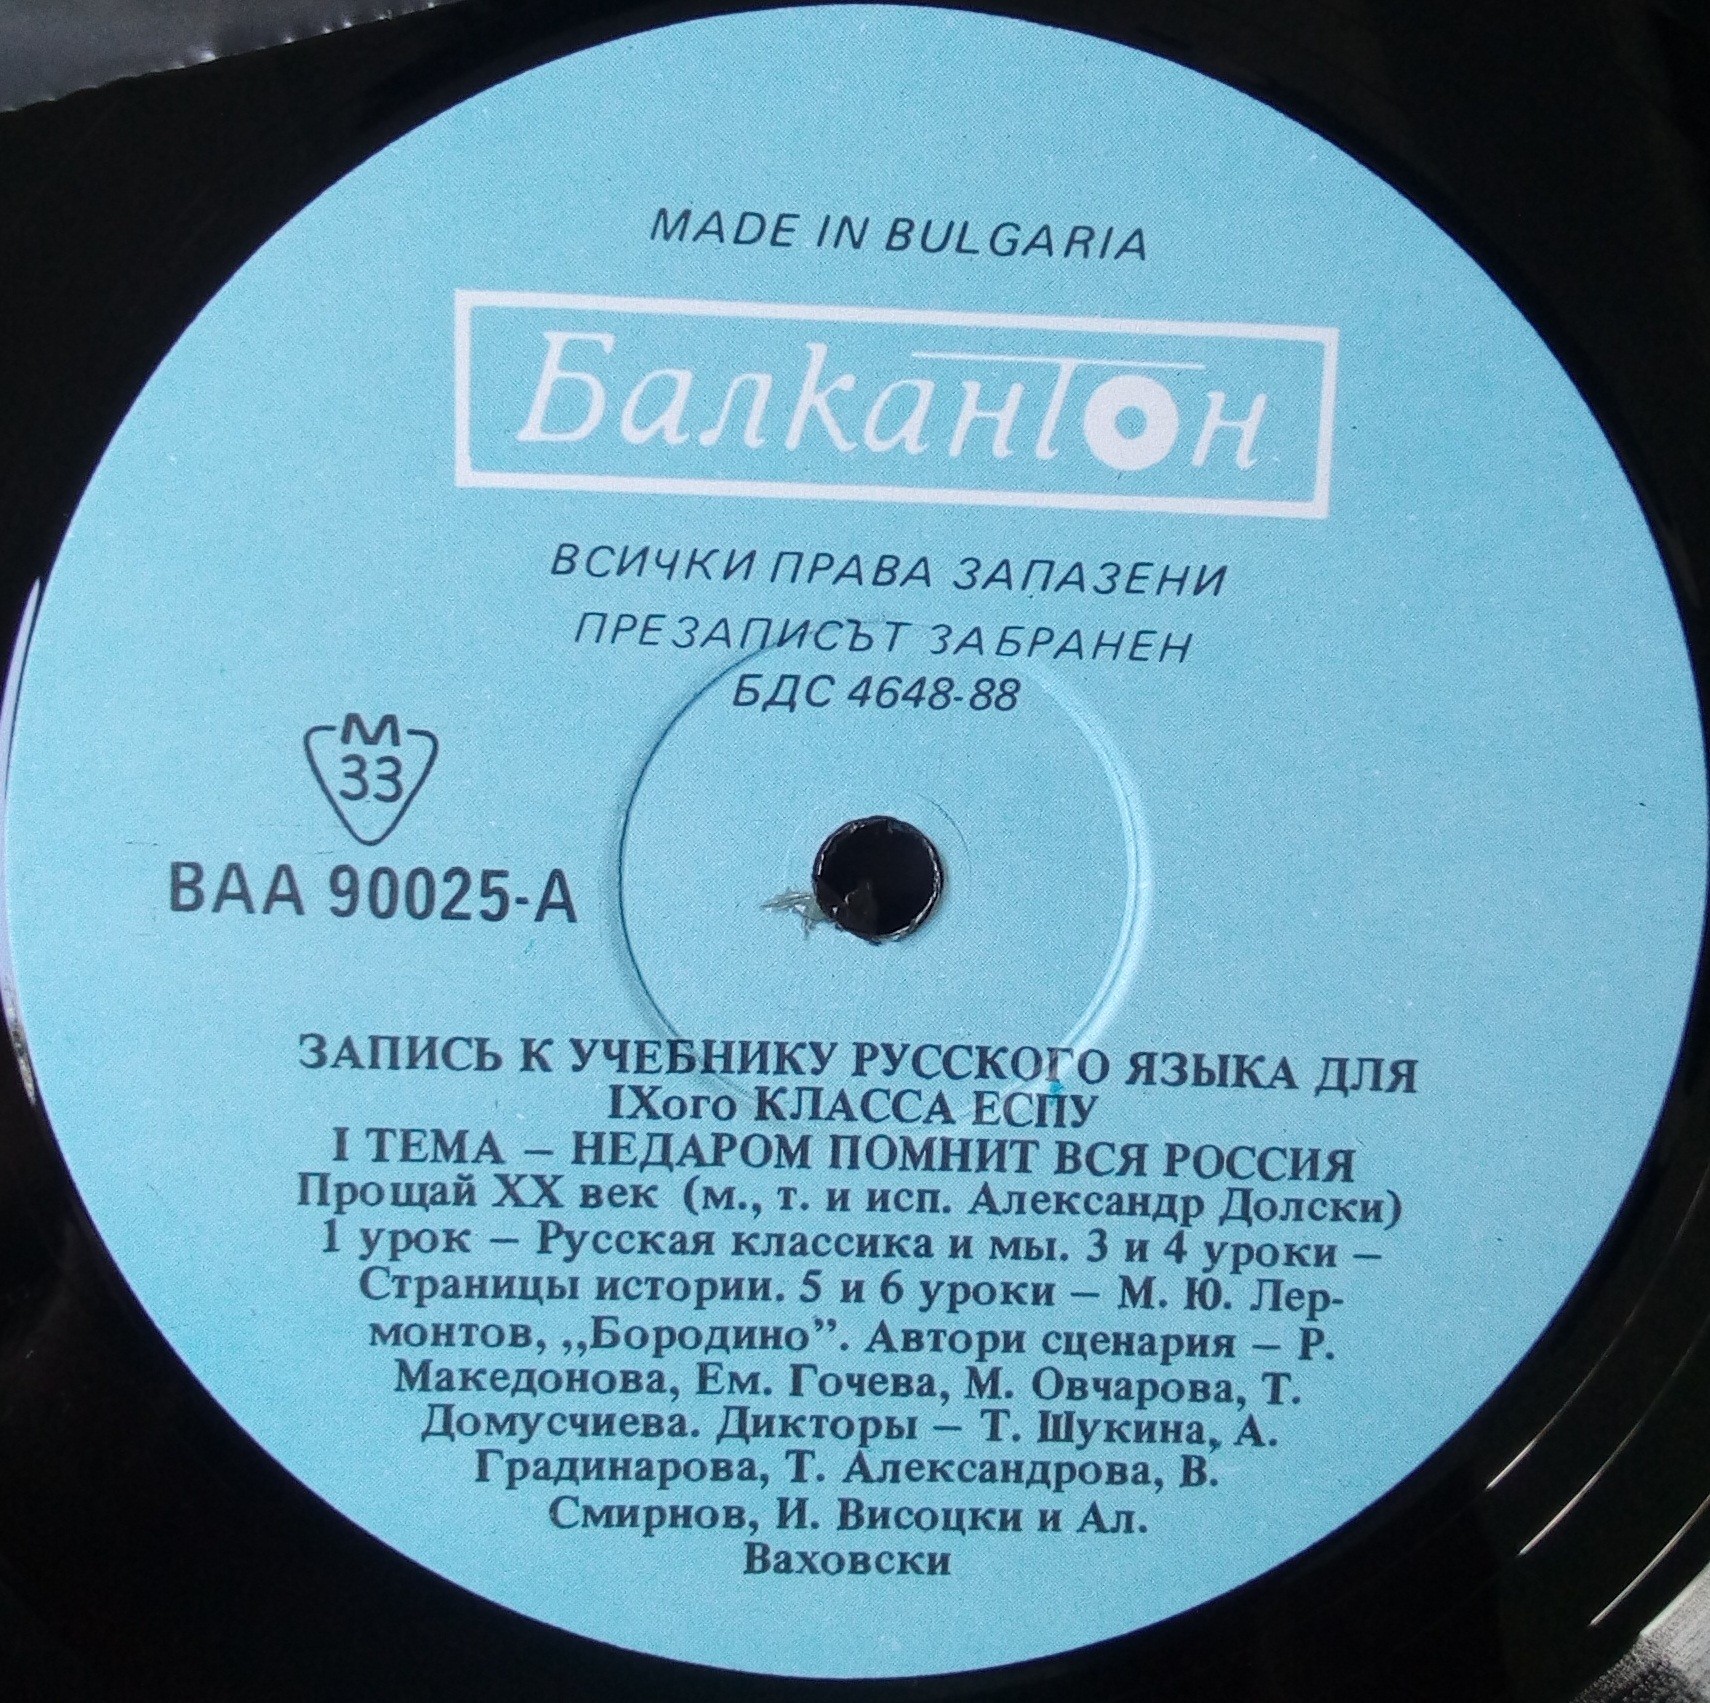 MADE IN BULGARIA
Балкантон
ВСИЧКИ ПРАВА ЗАПАЗЕНИ
ПРЕЗАПИСЪТ ЗАБРАНЕН
БДС 4648-88
М
33
ВАА 90025-А
ЗАПИСЬ К УЧЕБНИКУ РУССКОГО ЯЗЫКА ДЛЯ
IXого КЛАССА ЕСПУ
I ТЕМА – НЕДАРОМ ПОМНИТ ВСЯ РОССИЯ
Прощай XX век (м., т. и исп. Александр Долски)
1 урок – Русская классика и мы. 3 и 4 уроки –
Страницы истории. 5 и 6 уроки – М. Ю. Лер-
монтов, „Бородино”. Автори сценария – Р.
Македонова, Ем. Гочева, М. Овчарова, Т.
Домусчиева. Дикторы – Т. Шукина, А.
Градинарова, Т. Александрова, В.
Смирнов, И. Висоцки и Ал.
Ваховски